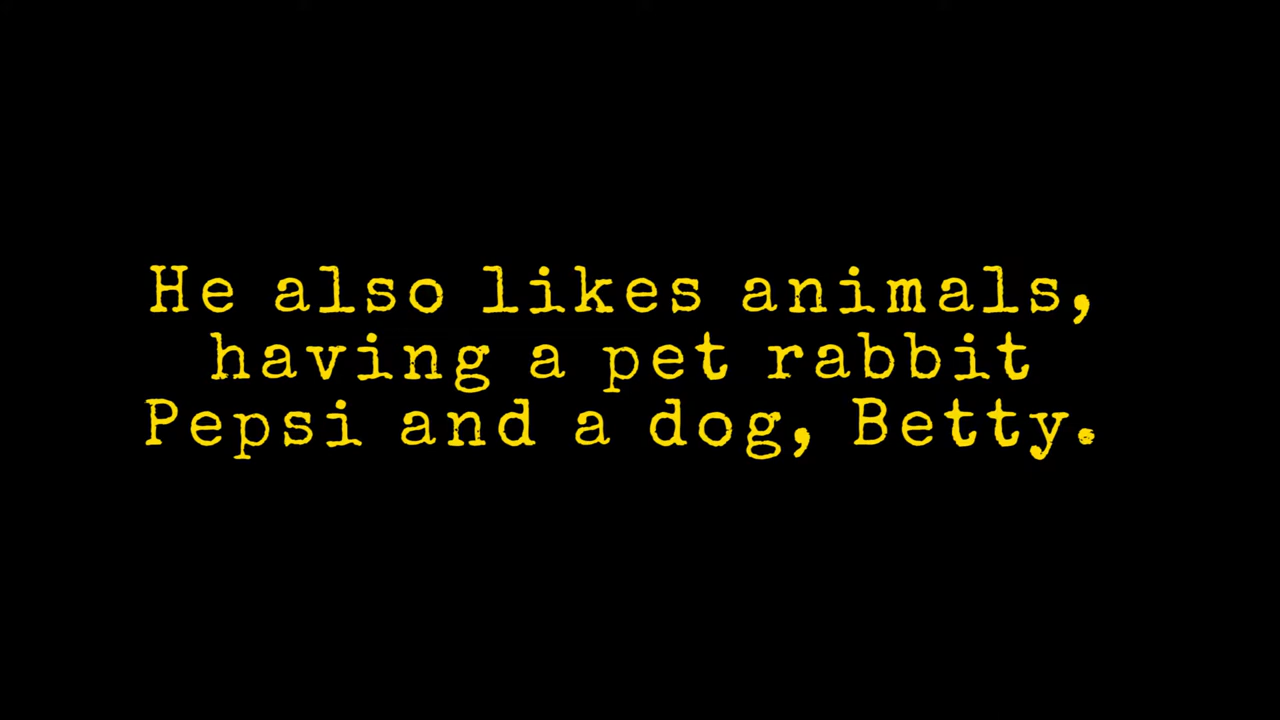 He also likes animals,
having a pet rabbit
Pepsi and a dog, Betty.